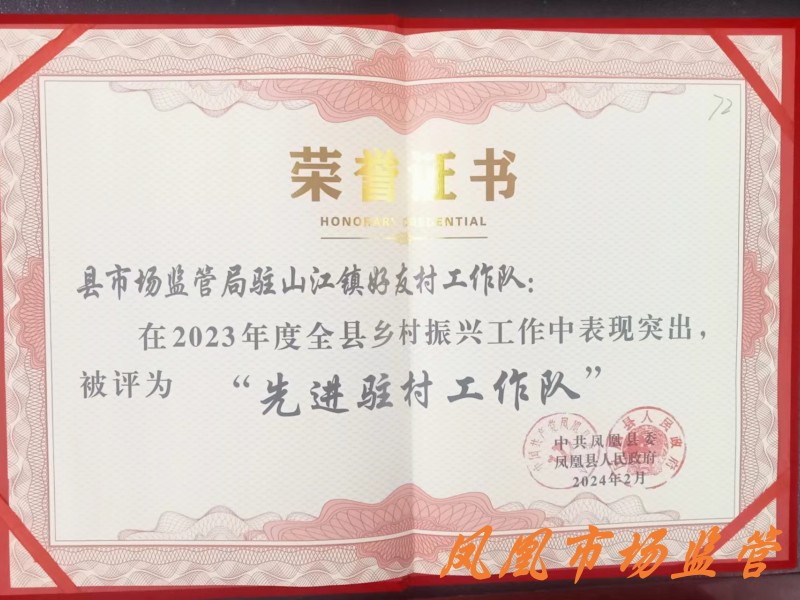 72
荣誉证书
HONORARY CREDENTIAL
县市场监管局驻山江镇好友村工作队：
在2023年度全县乡村振兴工作中表现突出，
被评为 “先进驻村工作队”
中共凤凰县委
凤凰县人民政府
2024年2月
凤凰市场监管